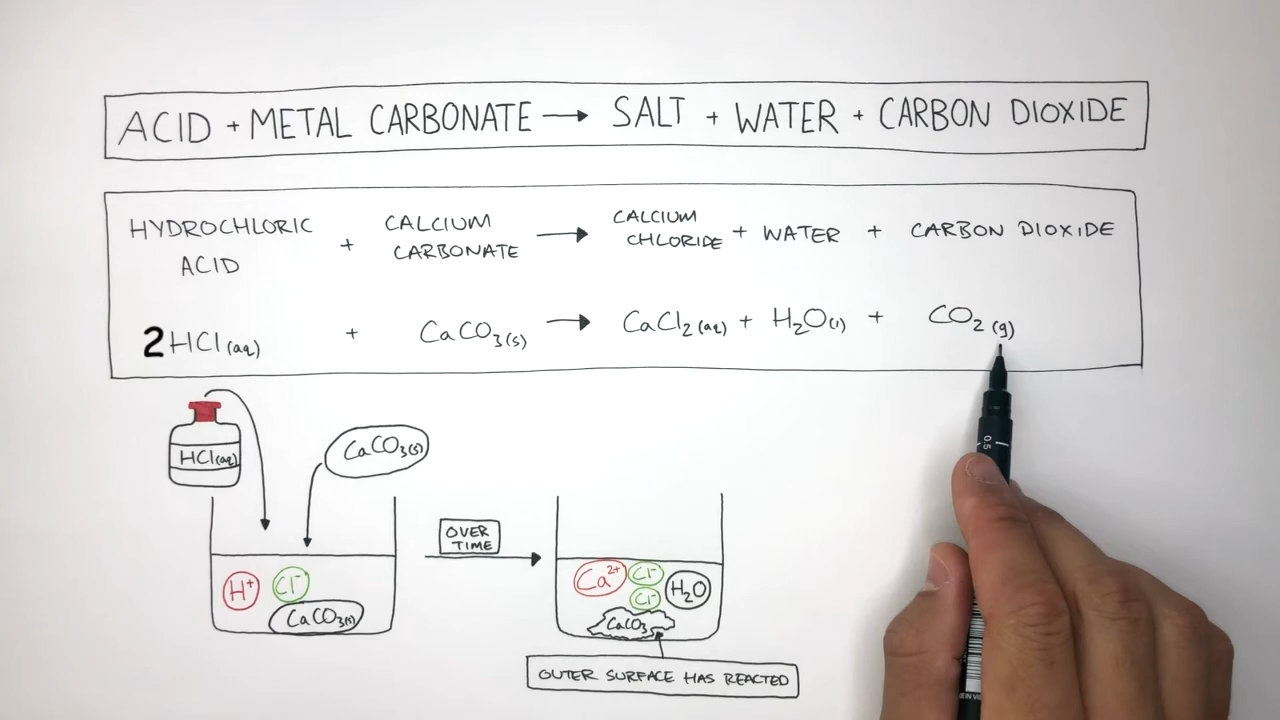 ACID + METAL CARBONATE → SALT + WATER + CARBON DIOXIDE
HYDROCHLORIC ACID + CALCIUM CARBONATE → CALCIUM CHLORIDE + WATER + CARBON DIOXIDE
2HCl(aq) + CaCO3(s) → CaCl2(aq) + H2O(l) + CO2(g)
HCl(aq)
CaCO3(s)
OVER
TIME
H+ Cl-
CaCO3(s)
Ca2+ Cl- H2O
Cl-
CaCO3
OUTER SURFACE HAS REACTED
0.5